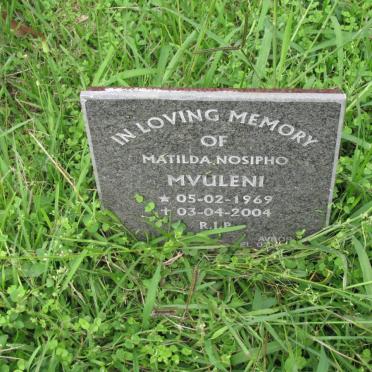 IN LOVING MEMORY
OF
MATILDA NOSIPHO
MVULENI
★ 05-02-1969
✝ 03-04-2004
R.I.P